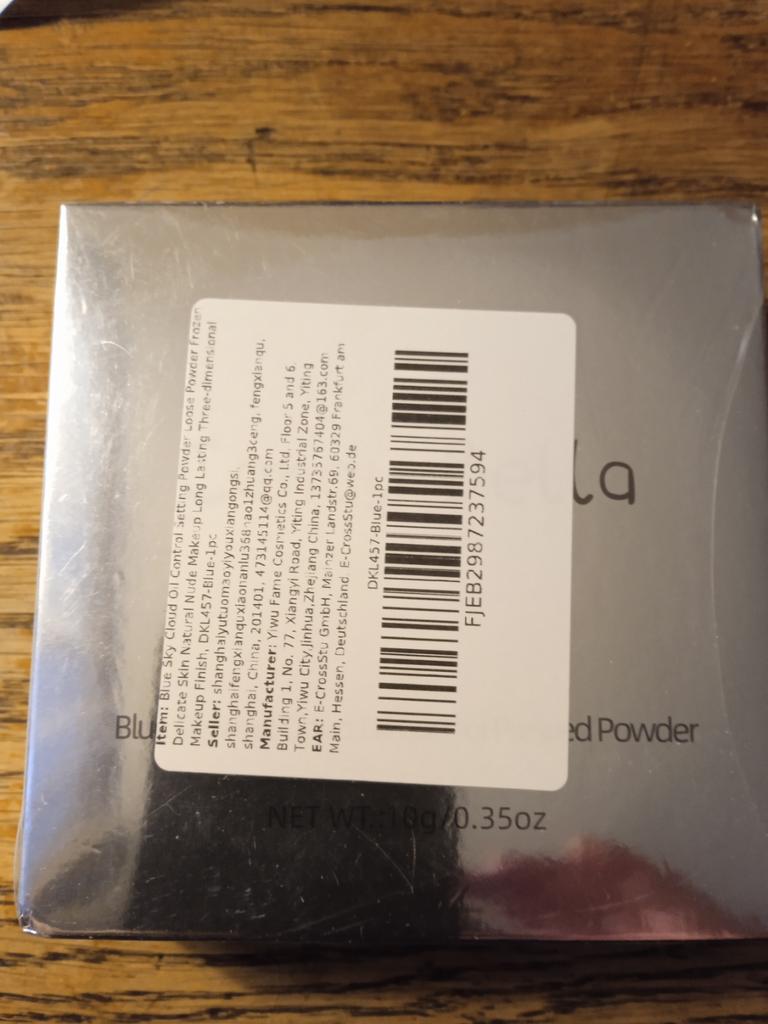 la
Blu
ed Powder
NET WT.:10g/0.35oz
Item: Blue Sky Cloud Oil Control Setting Powder Loose Powder Frozen
Delicate Skin Natural Nude Makeup Long Lasting Three-dimensional
Makeup Finish, DKL457-Blue-1pc
Seller: shanghaiyutuomaoyiyouxiangongsi,
shanghaifengxianquxiaonanlu358hao1zhuang3ceng, fengxianqu,
shanghai, China, 201401, 473145114@qq.com
Manufacturer: Yiwu Fame Cosmetics Co., Ltd. Floor 5 and 6,
Building 1, No. 77, Xiangyi Road, Yiting Industrial Zone, Yiting
Town,Yiwu City,Jinhua,Zhejiang China, 13735767404@163.com
EAR: E-CrossStu GmbH, Mainzer Landstr.69, 60329 Frankfurt am
Main, Hessen, Deutschland, E-CrossStu@web.de
DKL457-Blue-1pc
FJEB2987237594